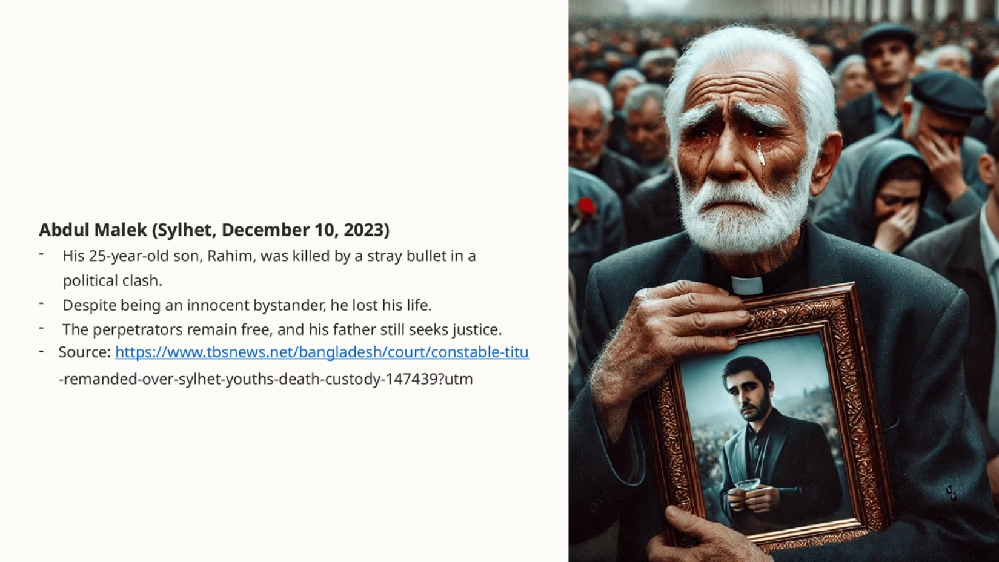 Abdul Malek (Sylhet, December 10, 2023)
- His 25-year-old son, Rahim, was killed by a stray bullet in a
political clash.
- Despite being an innocent bystander, he lost his life.
- The perpetrators remain free, and his father still seeks justice.
- Source: https://www.tbsnews.net/bangladesh/court/constable-titu
-remanded-over-sylhet-youths-death-custody-147439?utm